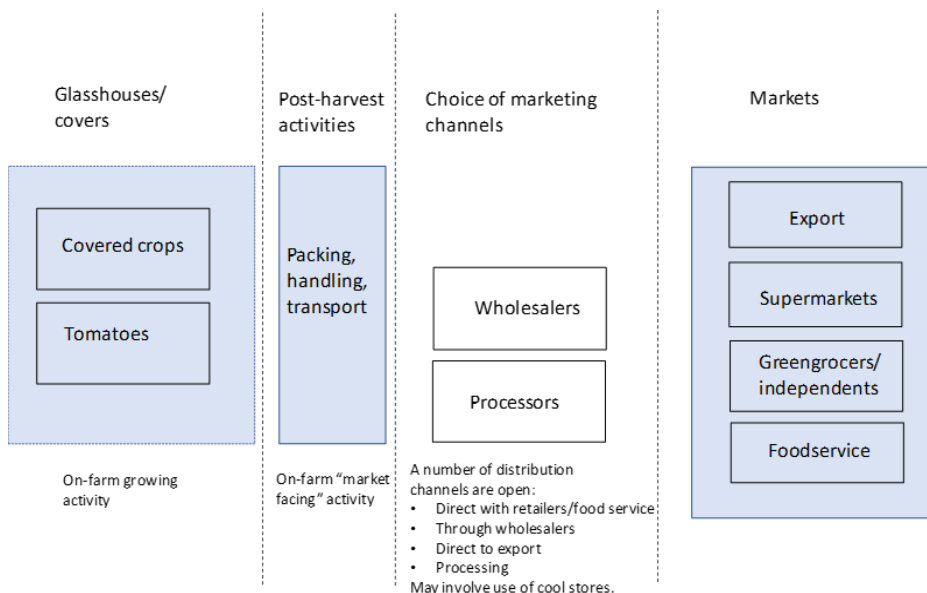 Glasshouses/
covers
Covered crops
Tomatoes
On-farm growing
activity
Post-harvest
activities
Packing,
handling,
transport
On-farm “market
facing” activity
Choice of marketing
channels
Wholesalers
Processors
A number of distribution
channels are open:
• Direct with retailers/food service
• Through wholesalers
• Direct to export
• Processing
May involve use of cool stores.
Markets
Export
Supermarkets
Greengrocers/
independents
Foodservice